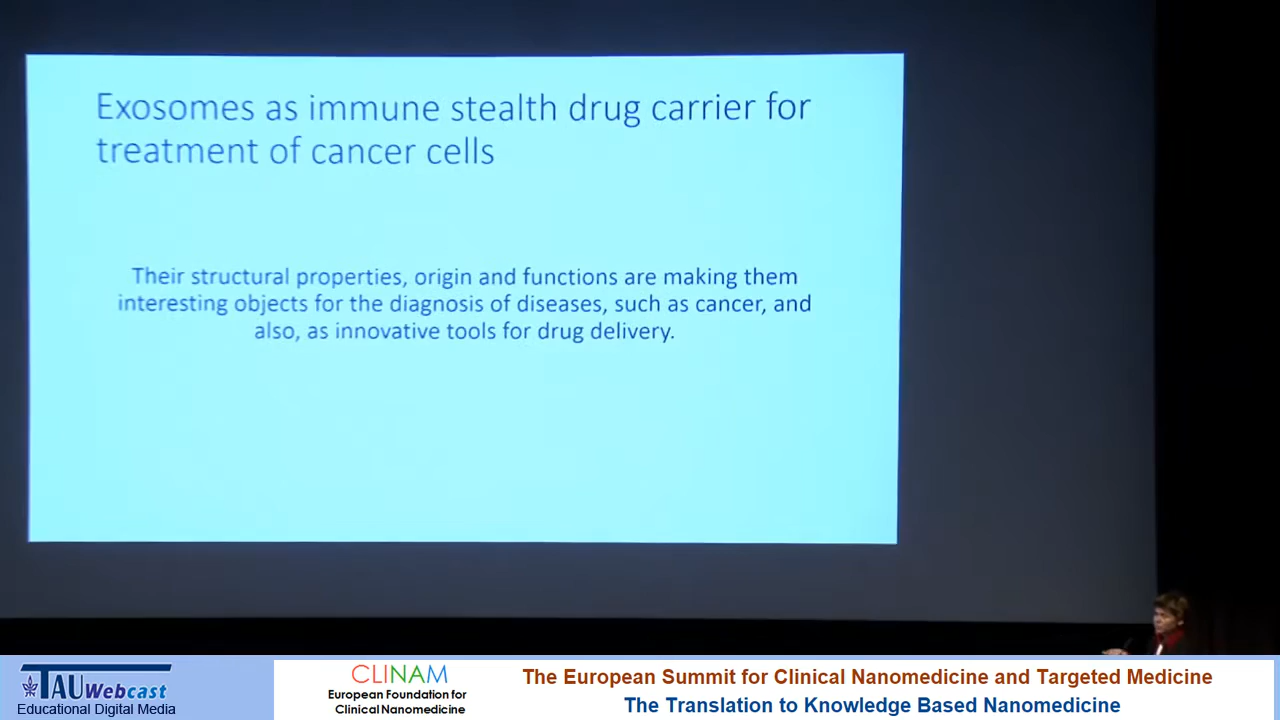 Exosomes as immune stealth drug carrier for
treatment of cancer cells
Their structural properties, origin and functions are making them
interesting objects for the diagnosis of diseases, such as cancer, and
also, as innovative tools for drug delivery.
TAU Webcast
Educational Digital Media
CLINAM
European Foundation for
Clinical Nanomedicine
The European Summit for Clinical Nanomedicine and Targeted Medicine
The Translation to Knowledge Based Nanomedicine